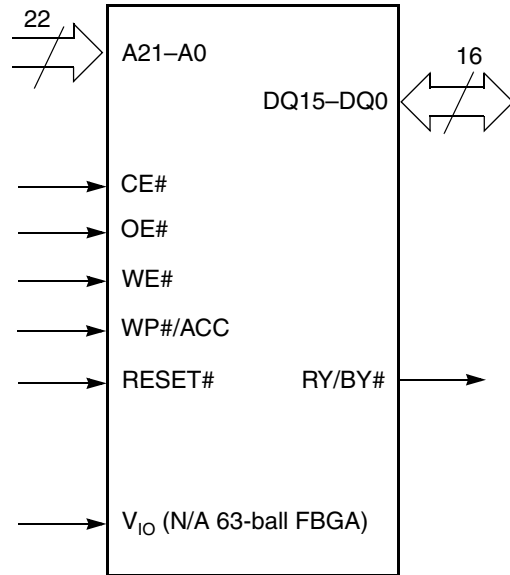 22
A21–A0
16
DQ15–DQ0
CE#
OE#
WE#
WP#/ACC
RESET#
RY/BY#
V_IO (N/A 63-ball FBGA)